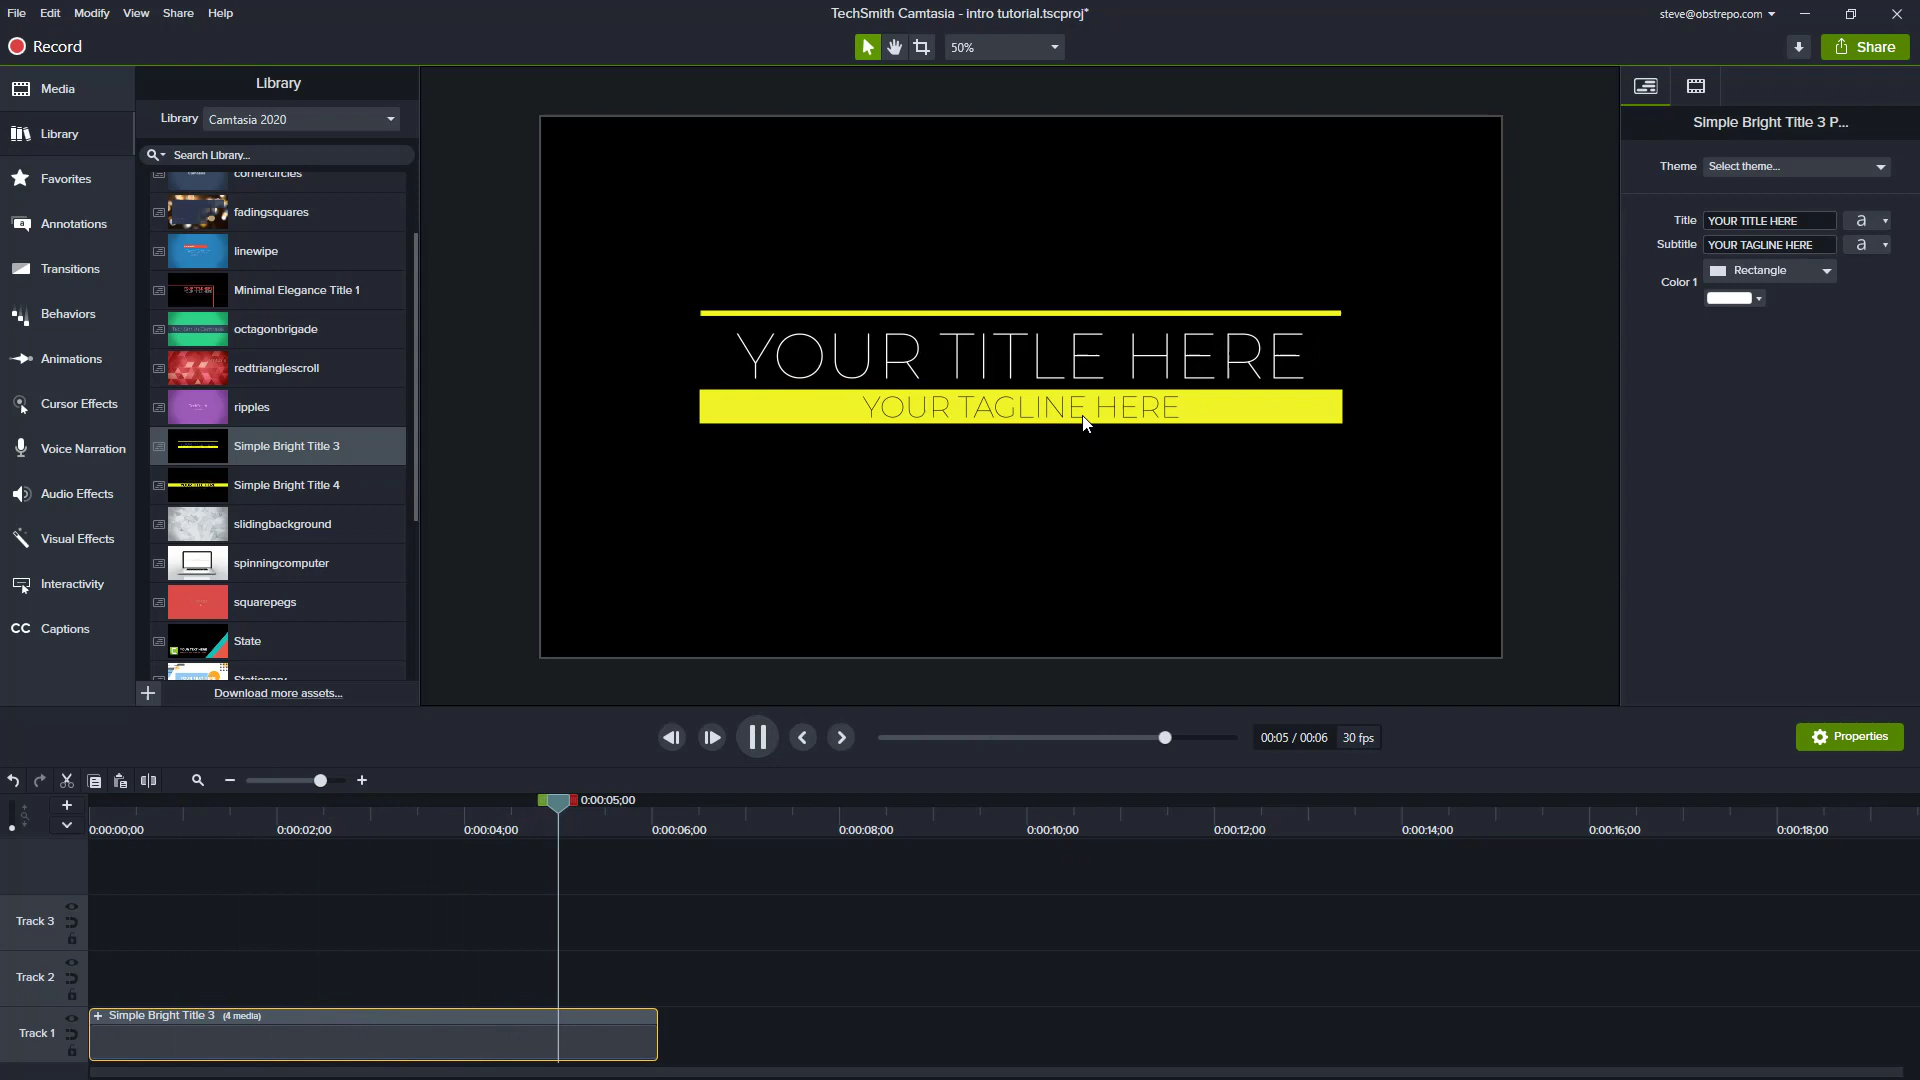 File Edit Modify View Share Help
TechSmith Camtasia - intro tutorial.tscproj*
steve@obstrepo.com
Record
50%
Share
Media
Library
Favorites
Annotations
Transitions
Behaviors
Animations
Cursor Effects
Voice Narration
Audio Effects
Visual Effects
Interactivity
CC Captions
Library
Library Camtasia 2020
Search Library...
cornercircles
fadingsquares
linewipe
Minimal Elegance Title 1
octagonbrigade
redtrianglescroll
ripples
Simple Bright Title 3
Simple Bright Title 4
slidingbackground
spinningcomputer
squarepegs
State
Stationary
Download more assets...
YOUR TITLE HERE
YOUR TAGLINE HERE
Simple Bright Title 3 P...
Theme Select theme...
Title YOUR TITLE HERE a
Subtitle YOUR TAGLINE HERE a
Color 1 Rectangle
00:05 / 00:06 30 fps
Properties
0:00:05;00
0:00:00;00 0:00:02;00 0:00:04;00 0:00:06;00 0:00:08;00 0:00:10;00 0:00:12;00 0:00:14;00 0:00:16;00 0:00:18;00
Track 3
Track 2
Track 1
Simple Bright Title 3 (4 media)